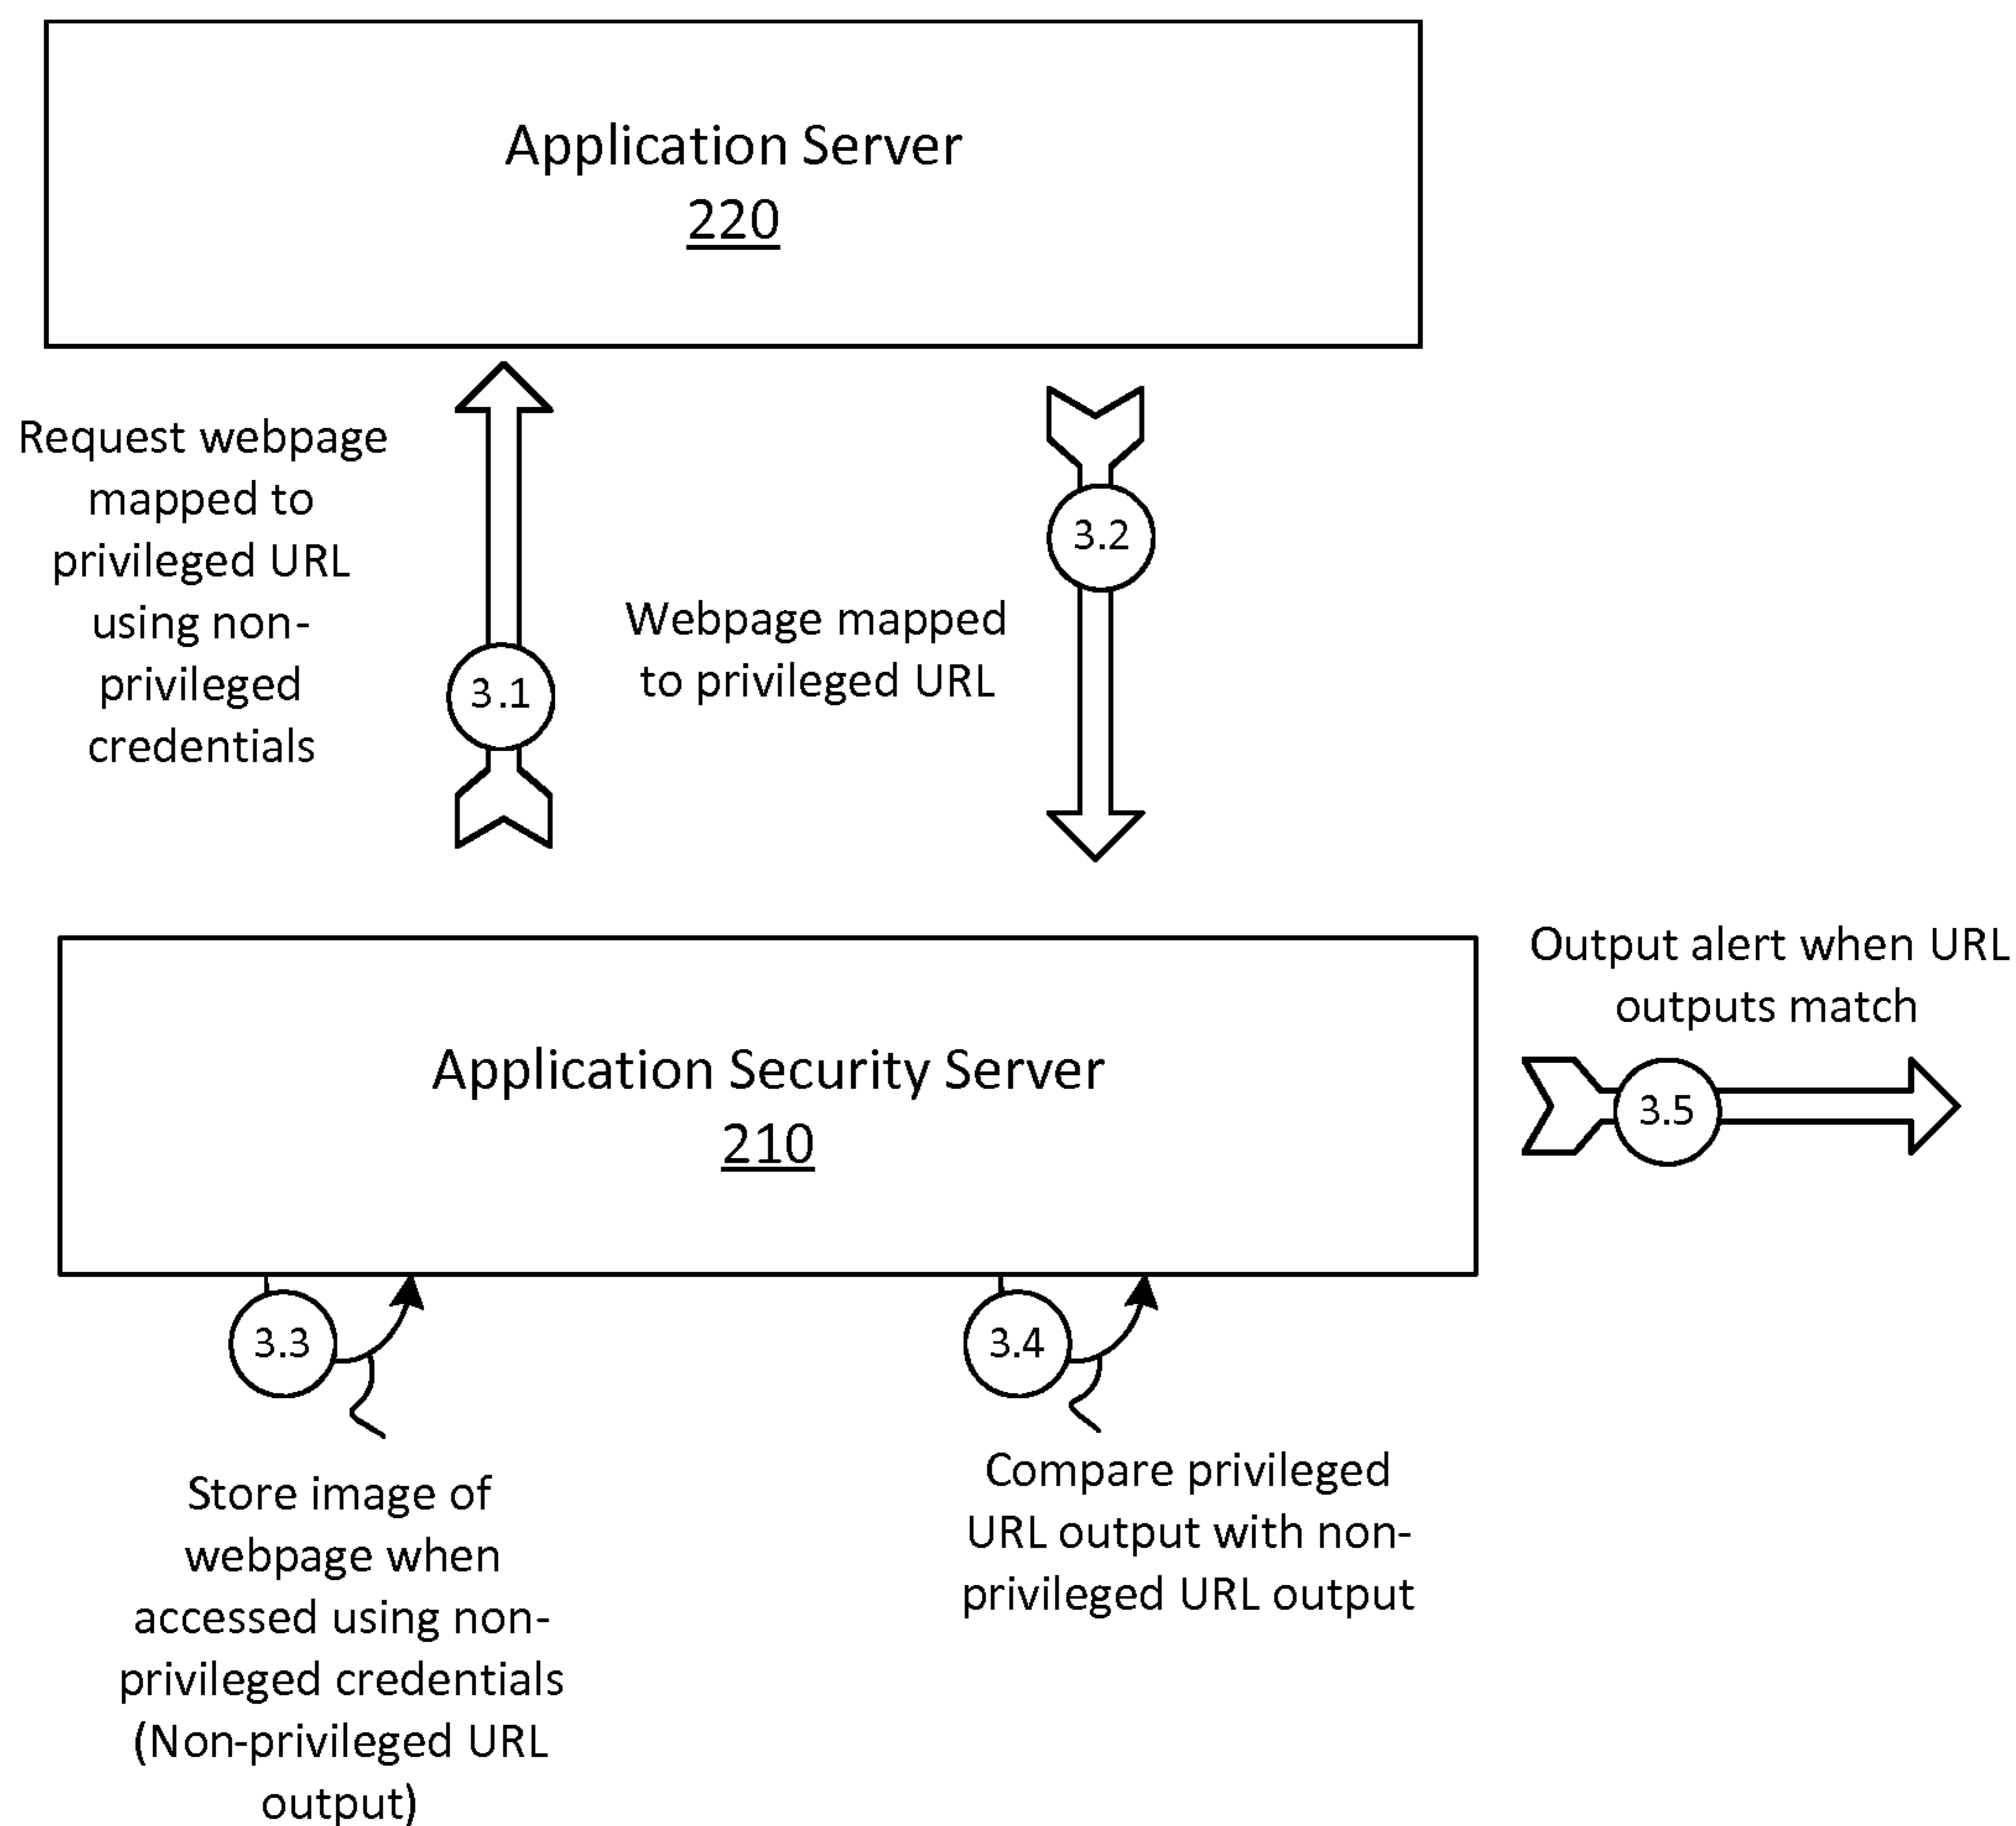 Application Server
220
Request webpage
mapped to
privileged URL
using non-
privileged
credentials
3.1
Webpage mapped
to privileged URL
3.2
Application Security Server
210
Output alert when URL
outputs match
3.5
3.3
Store image of
webpage when
accessed using non-
privileged credentials
(Non-privileged URL
output)
3.4
Compare privileged
URL output with non-
privileged URL output